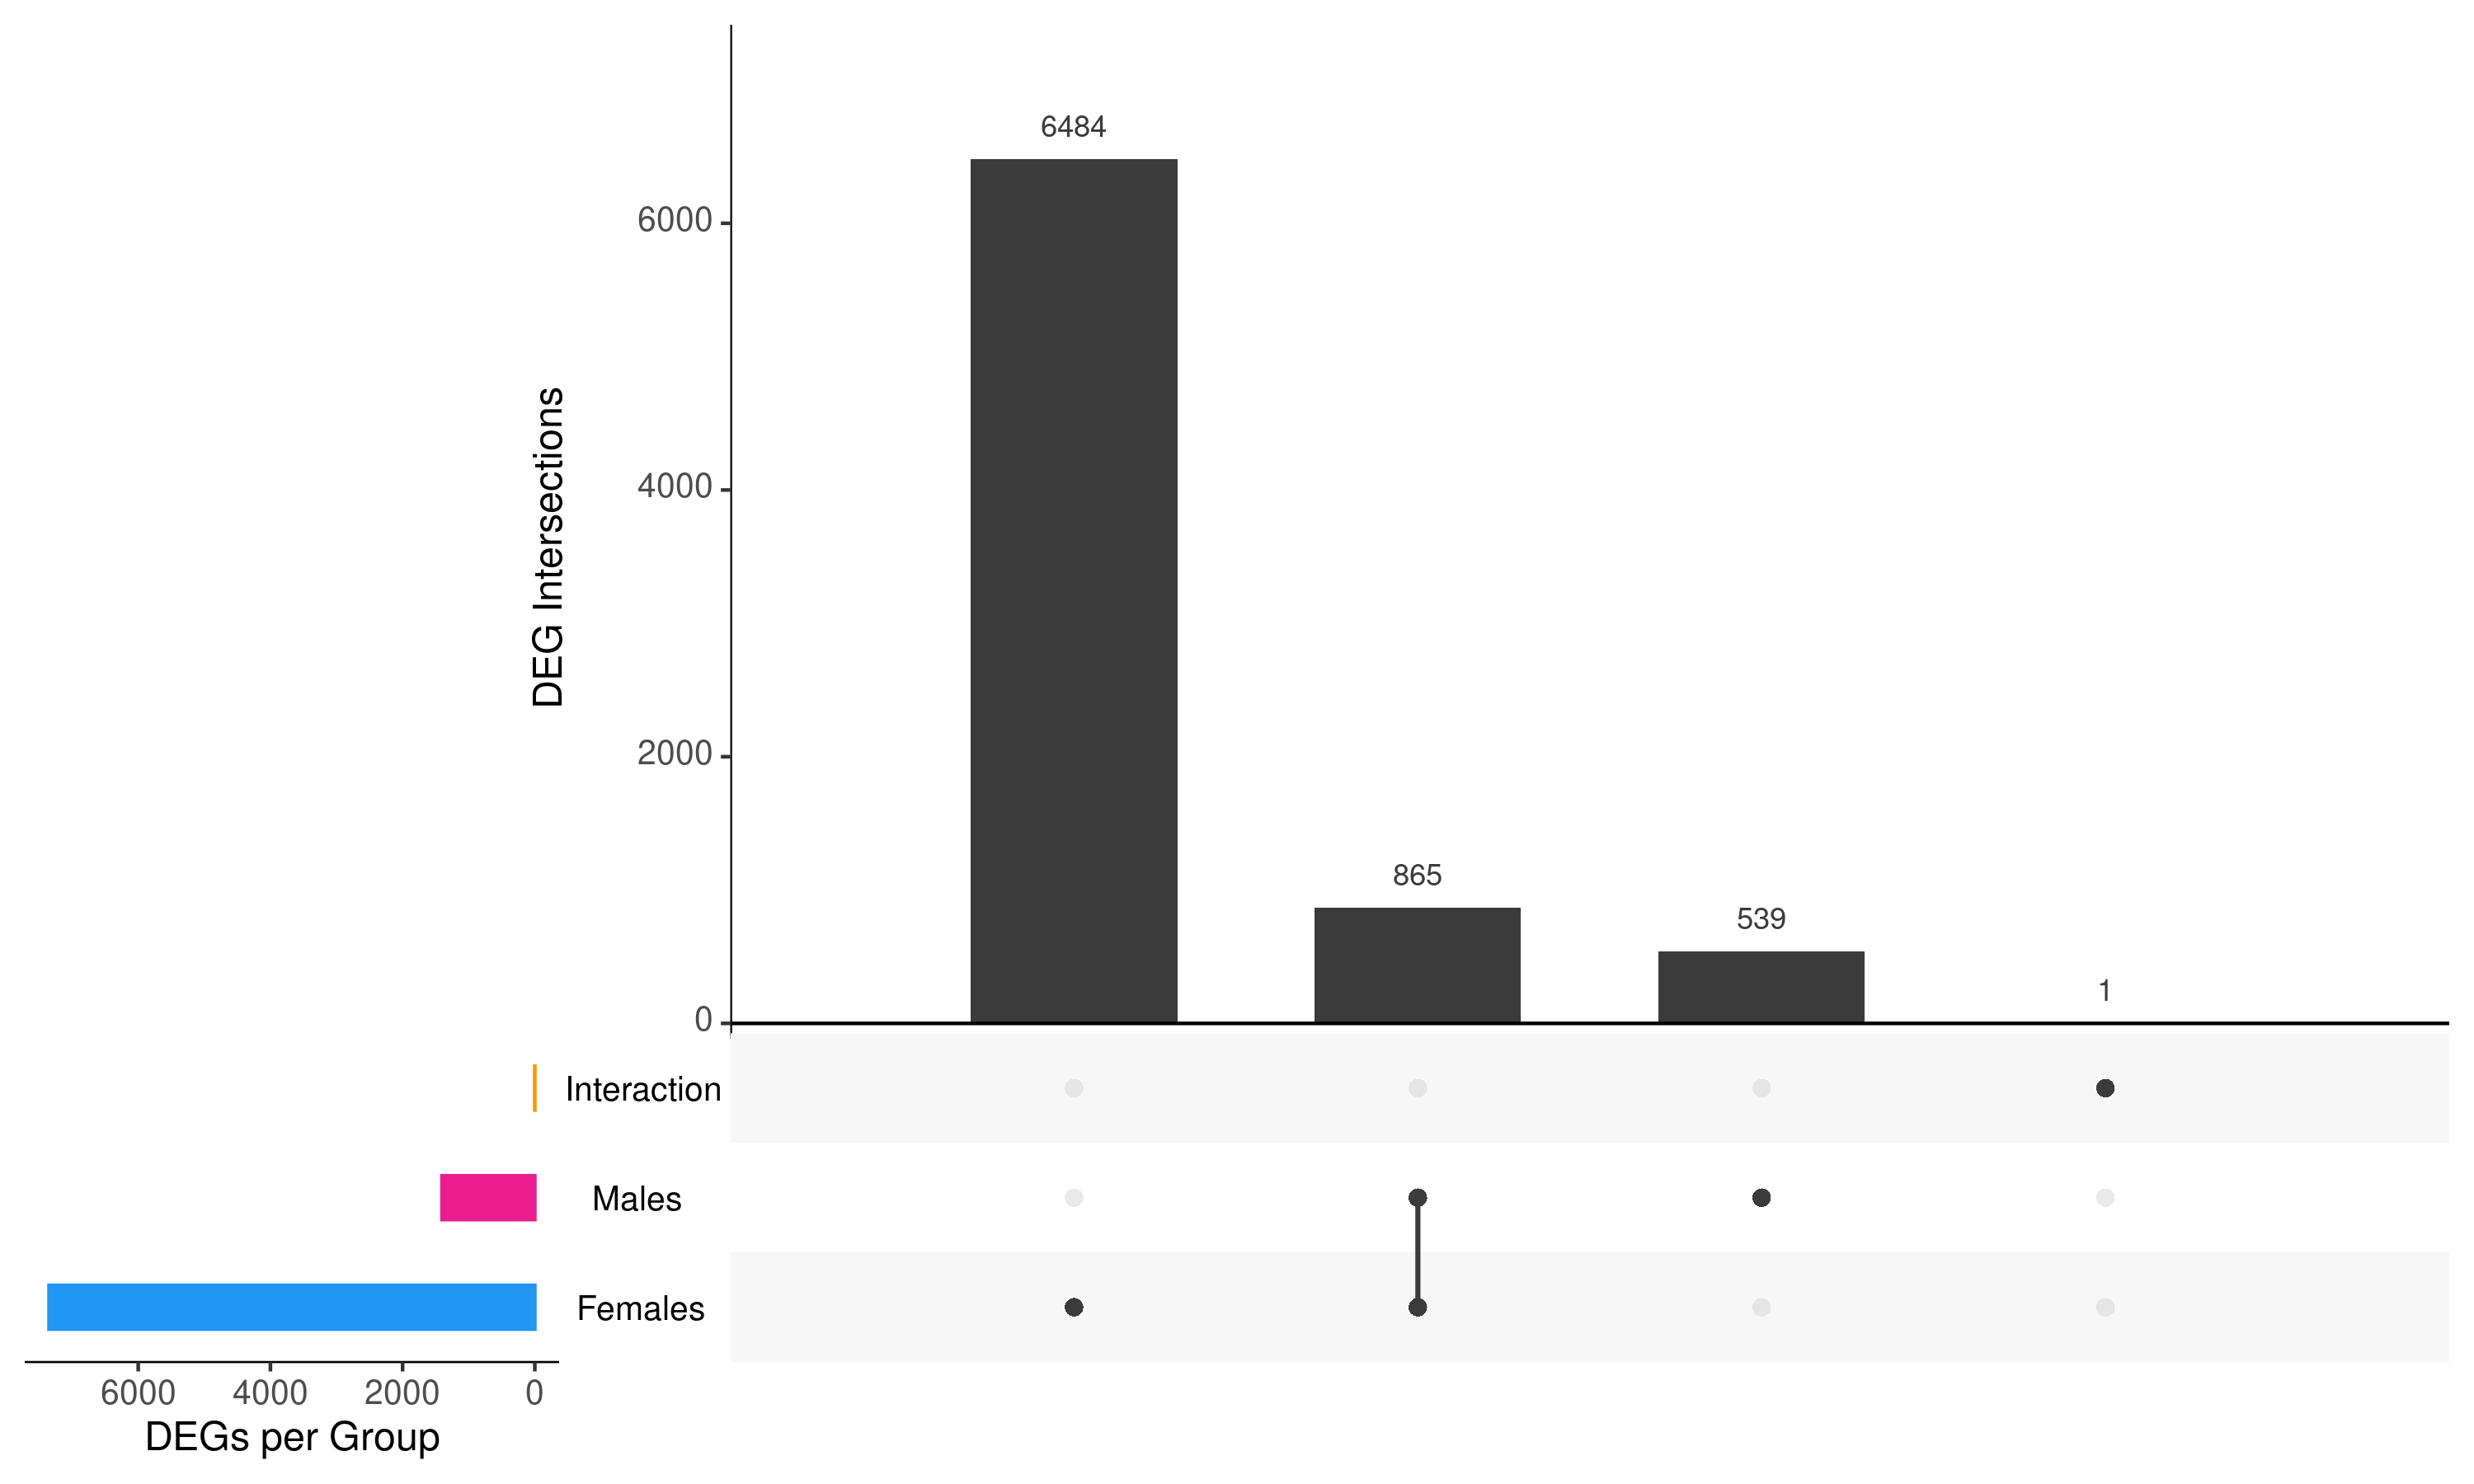 6484
6000
4000
2000
0
DEG Intersections
865
539
1
Interaction
Males
Females
6000 4000 2000 0
DEGs per Group